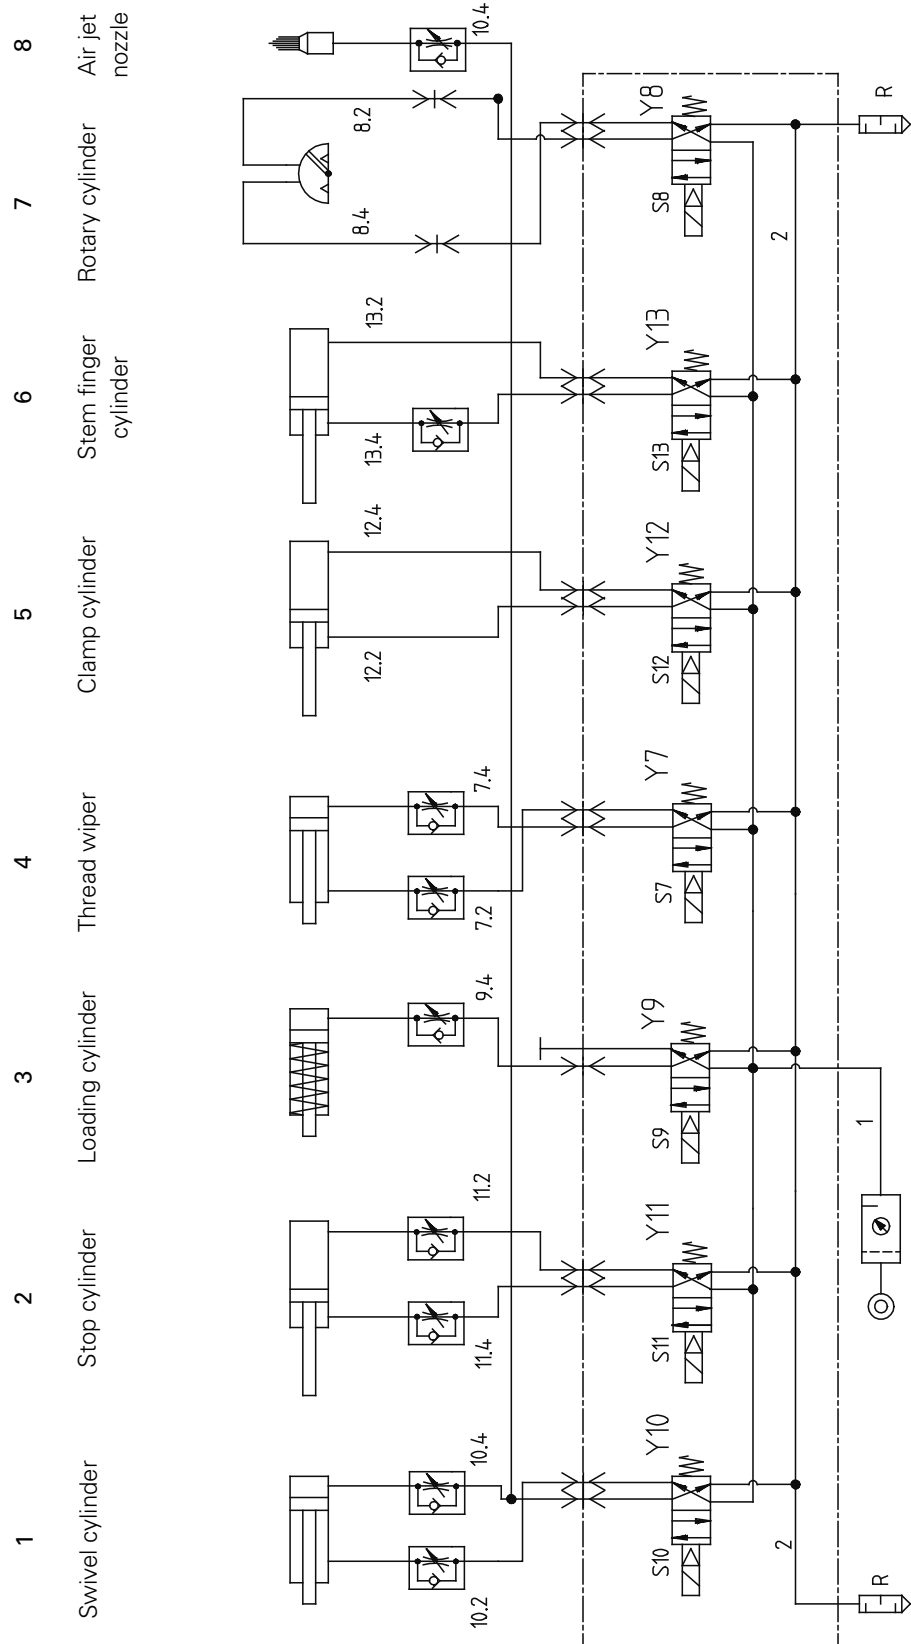 8
Air jet
nozzle
10.4
7
Rotary cylinder
8.2
8.4
Y8
S8
R
2
6
Stem finger
cylinder
13.2
13.4
Y13
S13
5
Clamp cylinder
12.4
12.2
Y12
S12
4
Thread wiper
7.4
7.2
Y7
S7
3
Loading cylinder
9.4
Y9
S9
1
2
Stop cylinder
11.2
11.4
Y11
S11
1
Swivel cylinder
10.4
10.2
Y10
S10
2
R